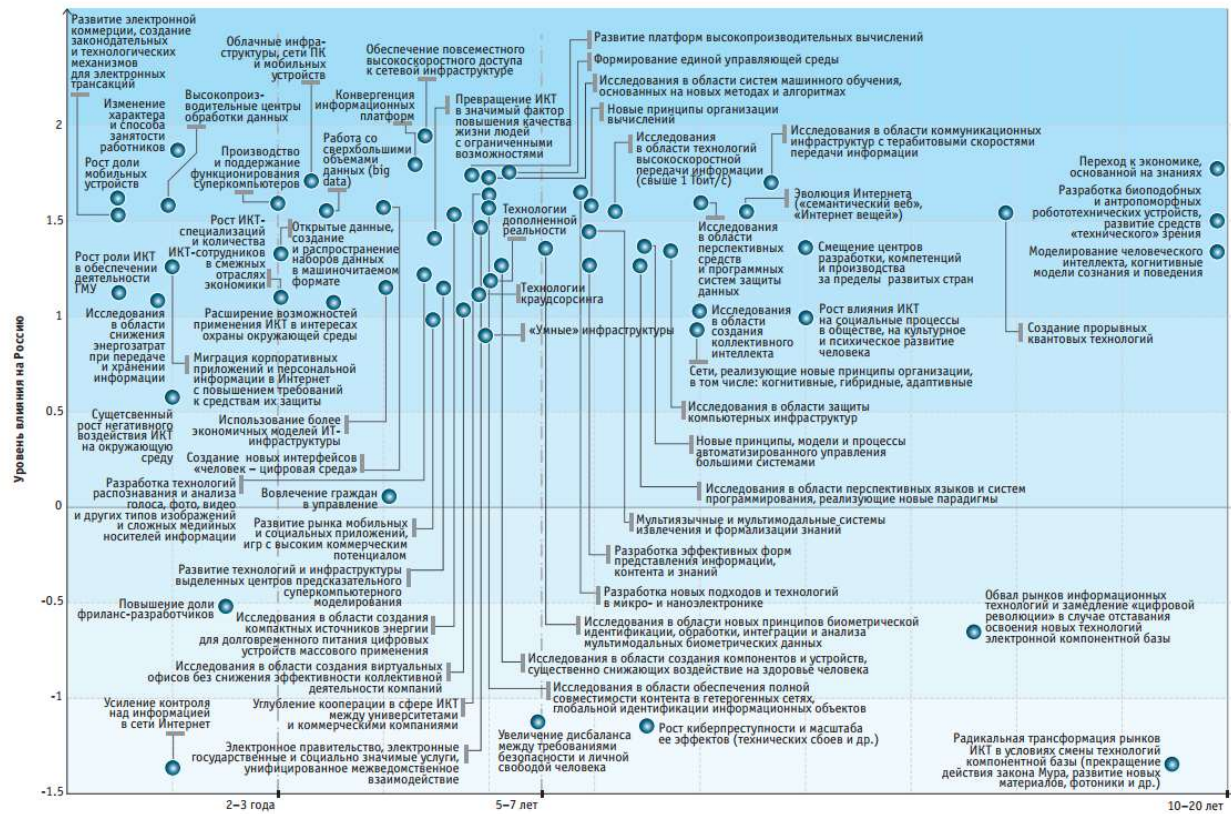 Развитие электронной
коммерции, создание
законодательных
и технологических
механизмов
для электронных
транзакций
Облачные инфра-
структуры, сети ПК
и мобильных
устройств
Обеспечение повсеместного
высокоскоростного доступа
к сетевой инфраструктуре
Развитие платформ высокопроизводительных вычислений
Формирование единой управляющей среды
Исследования в области систем машинного обучения,
основанных на новых методах и алгоритмах
Изменение
характера
и способа
занятости
работников
Высокопроиз-
водительные центры
обработки данных
Конвергенция
информационных
платформ
Превращение ИКТ
в значимый фактор
повышения качества
жизни людей
с ограниченными
возможностями
Новые принципы организации
вычислений
Исследования
в области технологий
высокоскоростной
передачи информации
(свыше 1 Тбит/с)
Исследования в области коммуникационных
инфраструктур с терабитовыми скоростями
передачи информации
Переход к экономике,
основанной на знаниях
Рост доли
мобильных
устройств
Производство
и поддержание
функционирования
суперкомпьютеров
Работа со
сверхбольшими
объемами
данных (big
data)
Эволюция Интернета
(«семантический веб»,
«Интернет вещей»)
Разработка биоподобных
и антропоморфных
робототехнических устройств,
развитие средств
«технического» зрения
Рост ИКТ-
специализаций
и количества
ИКТ-сотрудников
в смежных
отраслях
экономики
Открытые данные,
создание
и распространение
наборов данных
в машиночитаемом
формате
Технологии
дополненной
реальности
Исследования
в области
перспективных
средств
и программных
систем защиты
данных
Смещение центров
разработки, компетенций
и производства
за пределы развитых стран
Моделирование человеческого
интеллекта, когнитивные
модели сознания и поведения
Рост роли ИКТ
в обеспечении
деятельности
ГМУ
Технологии
краудсорсинга
Исследования
в области
снижения
энергозатрат
при передаче
и хранении
информации
Расширение возможностей
применения ИКТ в интересах
охраны окружающей среды
«Умные» инфраструктуры
Исследования
в области
создания
коллективного
интеллекта
Рост влияния ИКТ
на социальные процессы
в обществе, на культурное
и психическое развитие
человека
Создание прорывных
квантовых технологий
Миграция корпоративных
приложений и персональной
информации в Интернет
с повышением требований
к средствам их защиты
Сети, реализующие новые принципы организации,
в том числе: когнитивные, гибридные, адаптивные
Сущетсвенный
рост негативного
воздействия ИКТ
на окружающую
среду
Использование более
экономичных моделей ИТ-
инфраструктуры
Исследования в области защиты
компьютерных инфраструктур
Создание новых интерфейсов
«человек – цифровая среда»
Новые принципы, модели и процессы
автоматизированного управления
большими системами
Разработка технологий
распознавания и анализа
голоса, фото, видео
и других типов изображений
и сложных медийных
носителей информации
Вовлечение граждан
в управление
Исследования в области перспективных языков и систем
программирования, реализующие новые парадигмы
Развитие рынка мобильных
и социальных приложений,
игр с высоким коммерческим
потенциалом
Мультиязычные и мультимодальные системы
извлечения и формализаций знаний
Развитие технологий и инфраструктуры
выделенных центров предсказательного
суперкомпьютерного
моделирования
Разработка эффективных форм
представления информации,
контента и знаний
Повышение доли
фриланс-разработчиков
Исследования в области создания
компактных источников энергии
для долговременного питания цифровых
устройств массового применения
Разработка новых подходов и технологий
в микро- и наноэлектронике
Обвал рынков информационных
технологий и замедление «цифровой
революции» в случае отставания
освоения новых технологий
электронной компонентной базы
Исследования в области новых принципов биометрической
идентификации, обработки, интеграции и анализа
мультимодальных биометрических данных
Исследования в области создания виртуальных
офисов без снижения эффективности коллективной
деятельности компаний
Исследования в области создания компонентов и устройств,
существенно снижающих воздействие на здоровье человека
Исследования в области обеспечения полной
совместимости контента в гетерогенных сетях,
глобальной идентификации информационных объектов
Усиление контроля
над информацией
в сети Интернет
Углубление кооперации в сфере ИКТ
между университетами
и коммерческими компаниями
Увеличение дисбаланса
между требованиями
безопасности и личной
свободой человека
Рост киберпреступности и масштаба
ее эффектов (технических сбоев и др.)
Электронное правительство, электронные
государственные и социально значимые услуги,
унифицированное межведомственное
взаимодействие
Радикальная трансформация рынков
ИКТ в условиях смены технологий
компонентной базы (прекращение
действия закона Мура, развитие новых
материалов, фотоники и др.)
Уровень влияния на Россию
2
1.5
1
0.5
0
-0.5
-1
-1.5
2–3 года
5–7 лет
10–20 лет